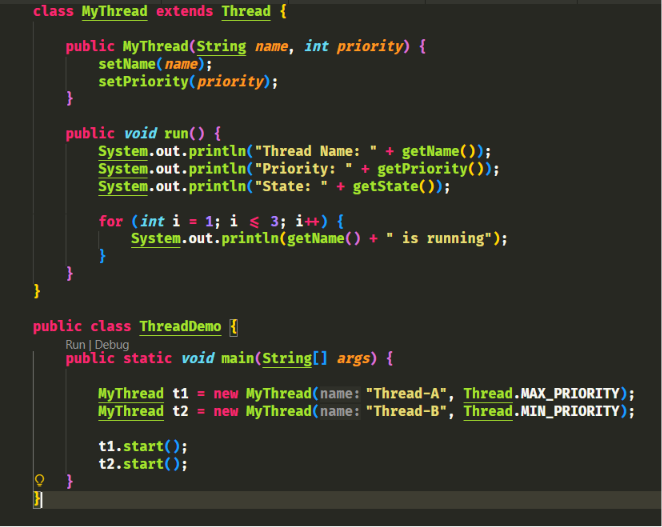 class MyThread extends Thread {
public MyThread(String name, int priority) {
setName(name);
setPriority(priority);
}
public void run() {
System.out.println("Thread Name: " + getName());
System.out.println("Priority: " + getPriority());
System.out.println("State: " + getState());
for (int i = 1; i <= 3; i++) {
System.out.println(getName() + " is running");
}
}
}
public class ThreadDemo {
Run | Debug
public static void main(String[] args) {
MyThread t1 = new MyThread(name: "Thread-A", Thread.MAX_PRIORITY);
MyThread t2 = new MyThread(name: "Thread-B", Thread.MIN_PRIORITY);
t1.start();
t2.start();
}
}